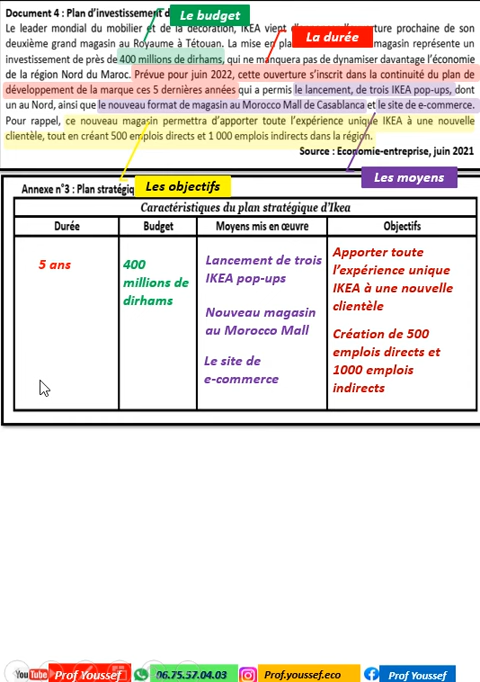 Document 4 : Plan d'investissement d
Le budget
Le leader mondial du mobilier et de la décoration, IKEA vient d' ture prochaine de son
La durée
deuxième grand magasin au Royaume à Tétouan. La mise en pla magasin représente un
investissement de près de 400 millions de dirhams, qui ne manquera pas de dynamiser davantage l'économie
de la région Nord du Maroc. Prévue pour juin 2022, cette ouverture s'inscrit dans la continuité du plan de
développement de la marque ces 5 dernières années qui a permis le lancement, de trois IKEA pop-ups, dont
un au Nord, ainsi que le nouveau format de magasin au Morocco Mall de Casablanca et le site de e-commerce.
Pour rappel, ce nouveau magasin permettra d'apporter toute l'expérience unique IKEA à une nouvelle
clientèle, tout en créant 500 emplois directs et 1 000 emplois indirects dans la région.
Source : Economie-entreprise, juin 2021
Les moyens
Annexe n°3 : Plan stratégiq
Les objectifs
Caractéristiques du plan stratégique d'Ikea
Durée Budget Moyens mis en œuvre Objectifs
5 ans
400
millions de
dirhams
Lancement de trois
IKEA pop-ups
Nouveau magasin
au Morocco Mall
Le site de
e-commerce
Apporter toute
l'expérience unique
IKEA à une nouvelle
clientèle
Création de 500
emplois directs et
1000 emplois
indirects
YouTube Prof Youssef 06.75.57.04.03 Prof.youssef.eco Prof Youssef